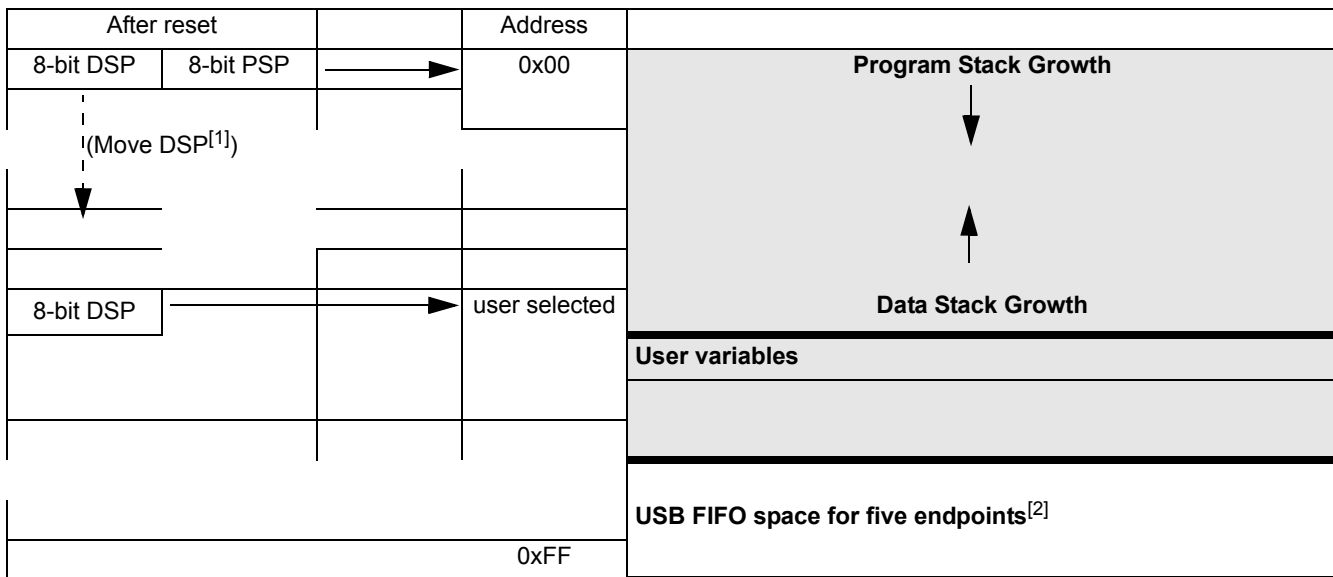 After reset Address
8-bit DSP 8-bit PSP 0x00 Program Stack Growth
(Move DSP[1])
8-bit DSP user selected Data Stack Growth
User variables
USB FIFO space for five endpoints[2]
0xFF